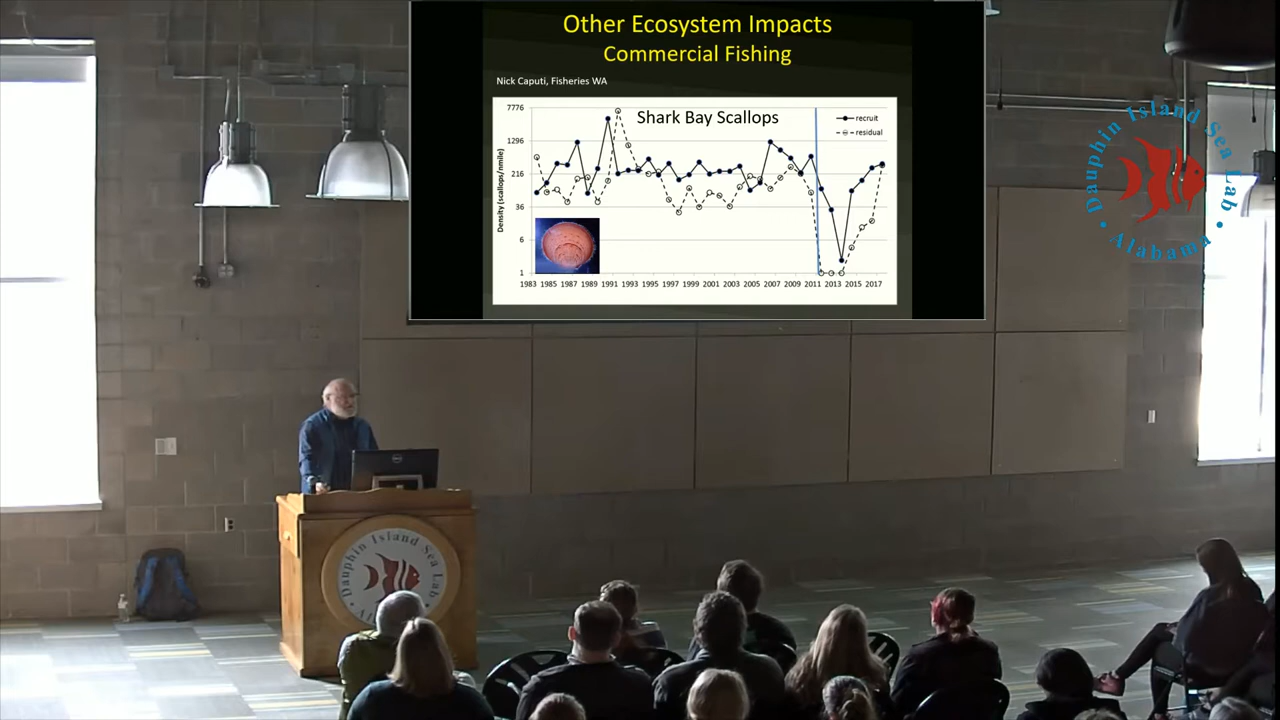 Other Ecosystem Impacts
Commercial Fishing
Nick Caputi, Fisheries WA
Shark Bay Scallops
recruit
residual
Density (scallops/nmile)
7776
1296
216
36
6
1
1983 1985 1987 1989 1991 1993 1995 1997 1999 2001 2003 2005 2007 2009 2011 2013 2015 2017
Dauphin Island Sea Lab
Alabama
DELL
Dauphin Island Sea Lab